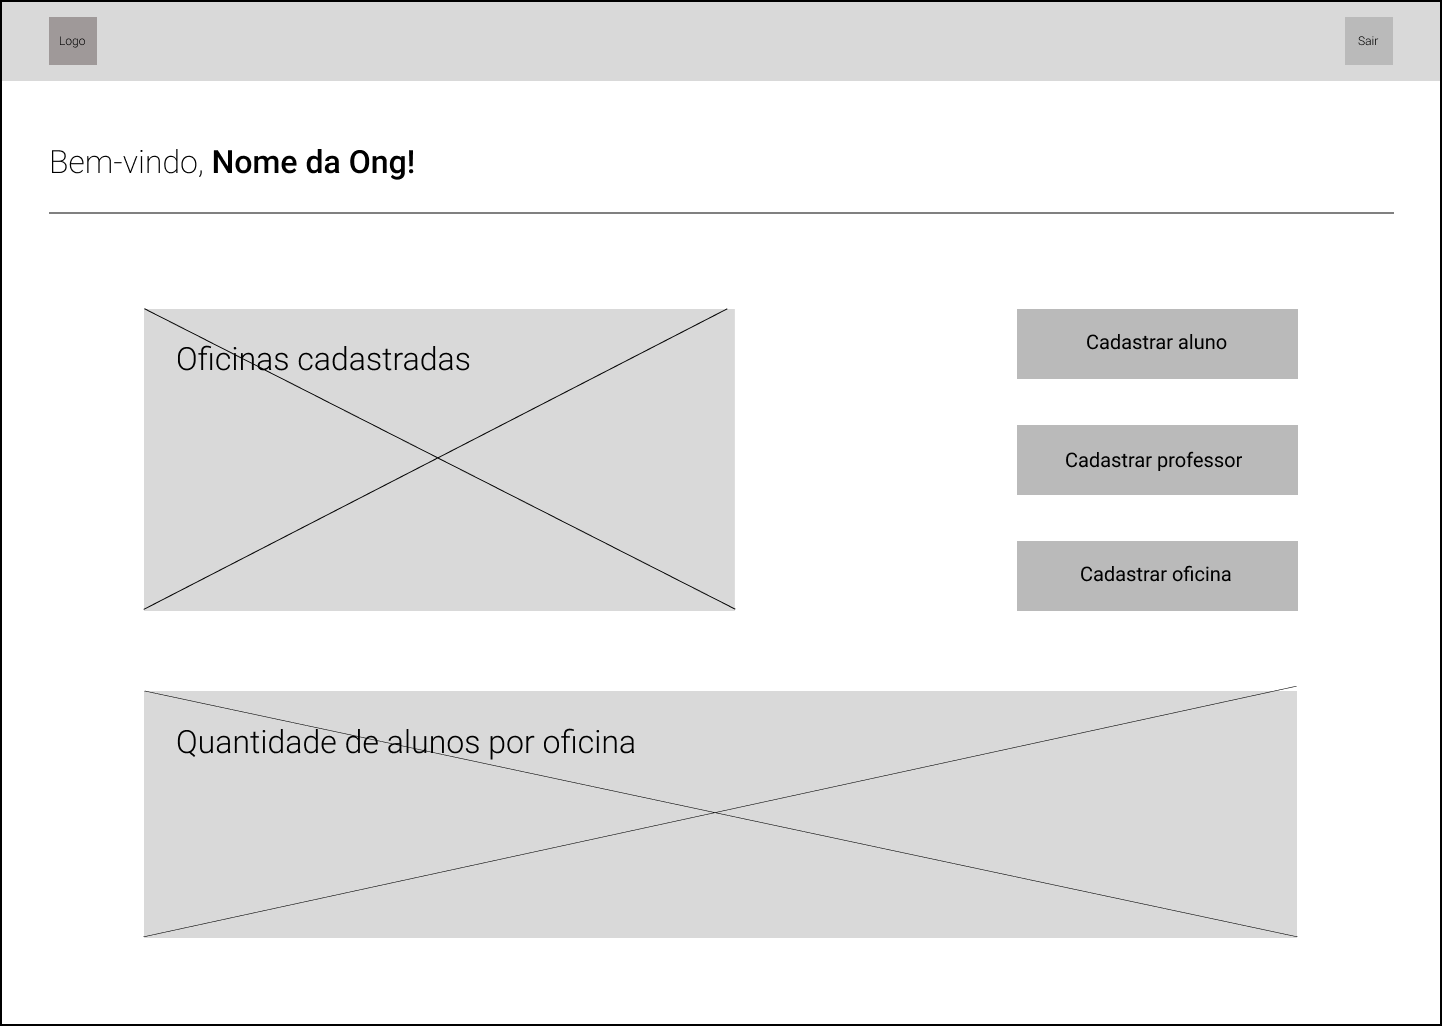 Logo
Sair
Bem-vindo, Nome da Ong!
Oficinas cadastradas
Cadastrar aluno
Cadastrar professor
Cadastrar oficina
Quantidade de alunos por oficina